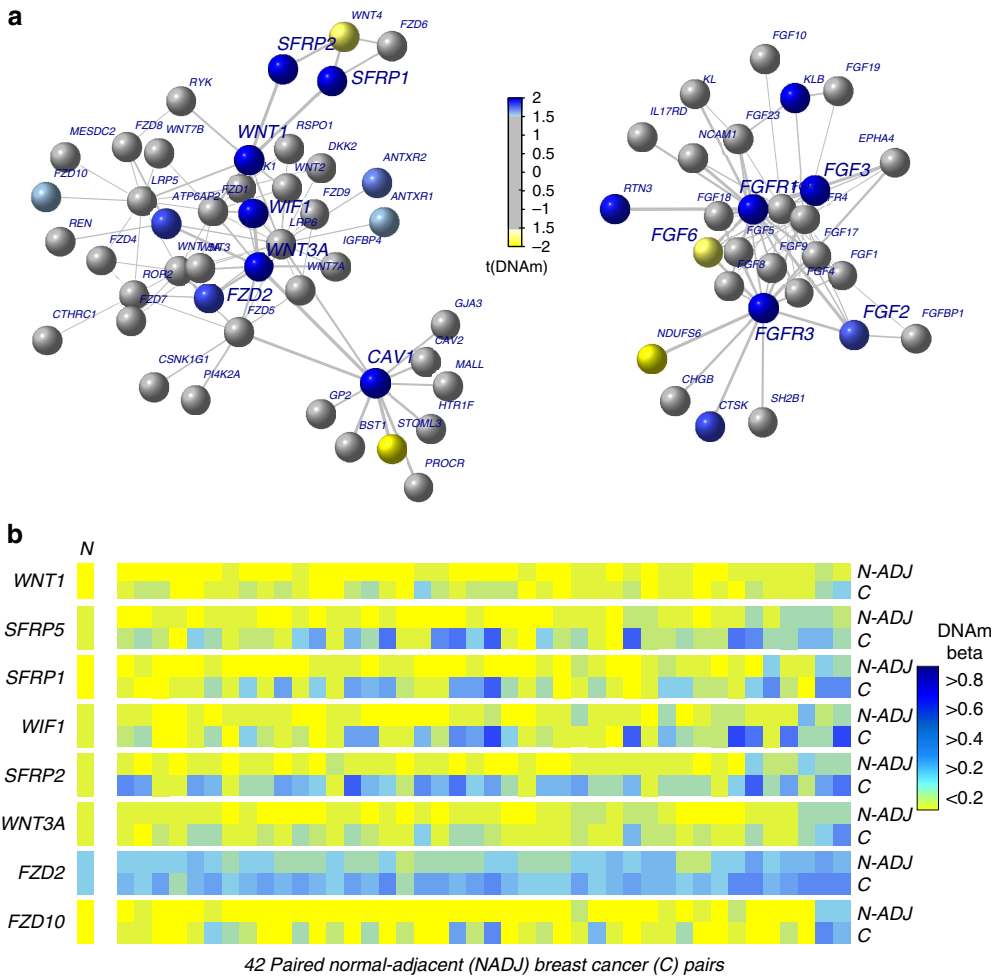 a
WNT4
FZD6
SFRP2
SFRP1
RYK
WNT1
RSPO1
MESDC2
FZD8
WNT7B
DKK2
ANTXR2
FZD10
LRP5
ATP6AP2
FZD1
K1
WNT2
FZD9
ANTXR1
WIF1
LRP6
REN
FZD4
WNT3A
IGFBP4
WNT7A
ROR2
FZD7
FZD2
FZD5
CTHRC1
CSNK1G1
PI4K2A
CAV1
GJA3
CAV2
MALL
GP2
HTR1F
BST1
STOML3
PROCR
2
1.5
0.5
0
0.5
1.5
−2
t(DNAm)
FGF10
KL
KLB
FGF19
IL17RD
FGF23
NCAM1
EPHA4
RTN3
FGFR1
FGF3
FR4
FGF18
FGF6
FGF5
FGF17
FGF9
FGF8
FGF4
FGF1
FGFR3
FGF2
FGFBP1
NDUFS6
CHGB
CTSK
SH2B1
b
N
WNT1
N-ADJ
C
SFRP5
N-ADJ
C
SFRP1
N-ADJ
C
WIF1
N-ADJ
C
SFRP2
N-ADJ
C
WNT3A
N-ADJ
C
FZD2
N-ADJ
C
FZD10
N-ADJ
C
DNAm
beta
>0.8
>0.6
>0.2
<0.2
42 Paired normal-adjacent (NADJ) breast cancer (C) pairs